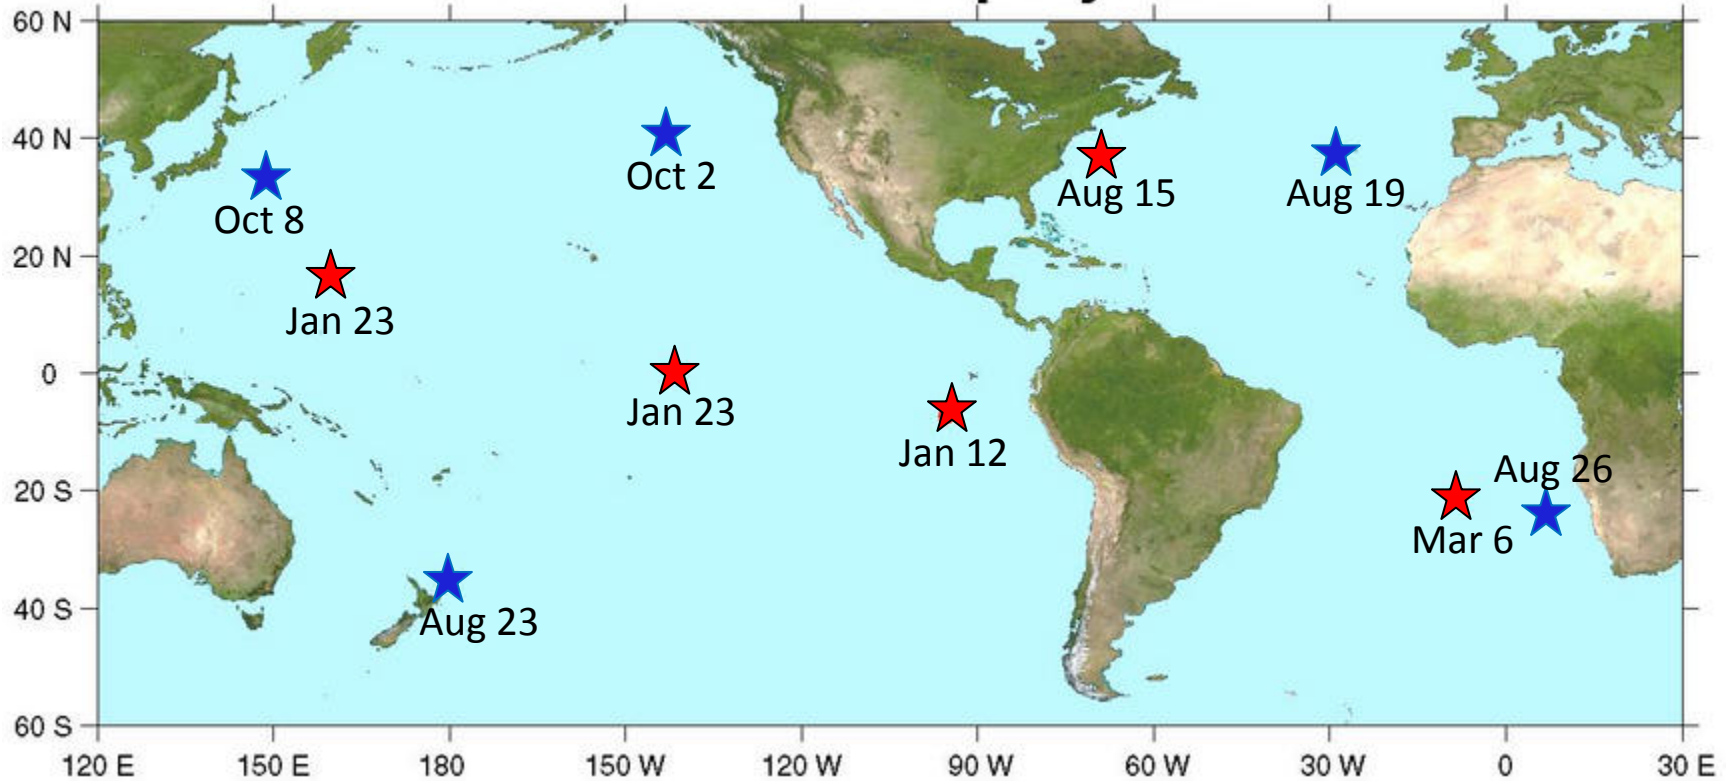 60 N
40 N
20 N
0
20 S
40 S
60 S
Oct 2
Aug 15
Aug 19
Oct 8
Jan 23
Jan 23
Jan 12
Aug 26
Mar 6
Aug 23
120 E 150 E 180 150 W 120 W 90 W 60 W 30 W 0 30 E